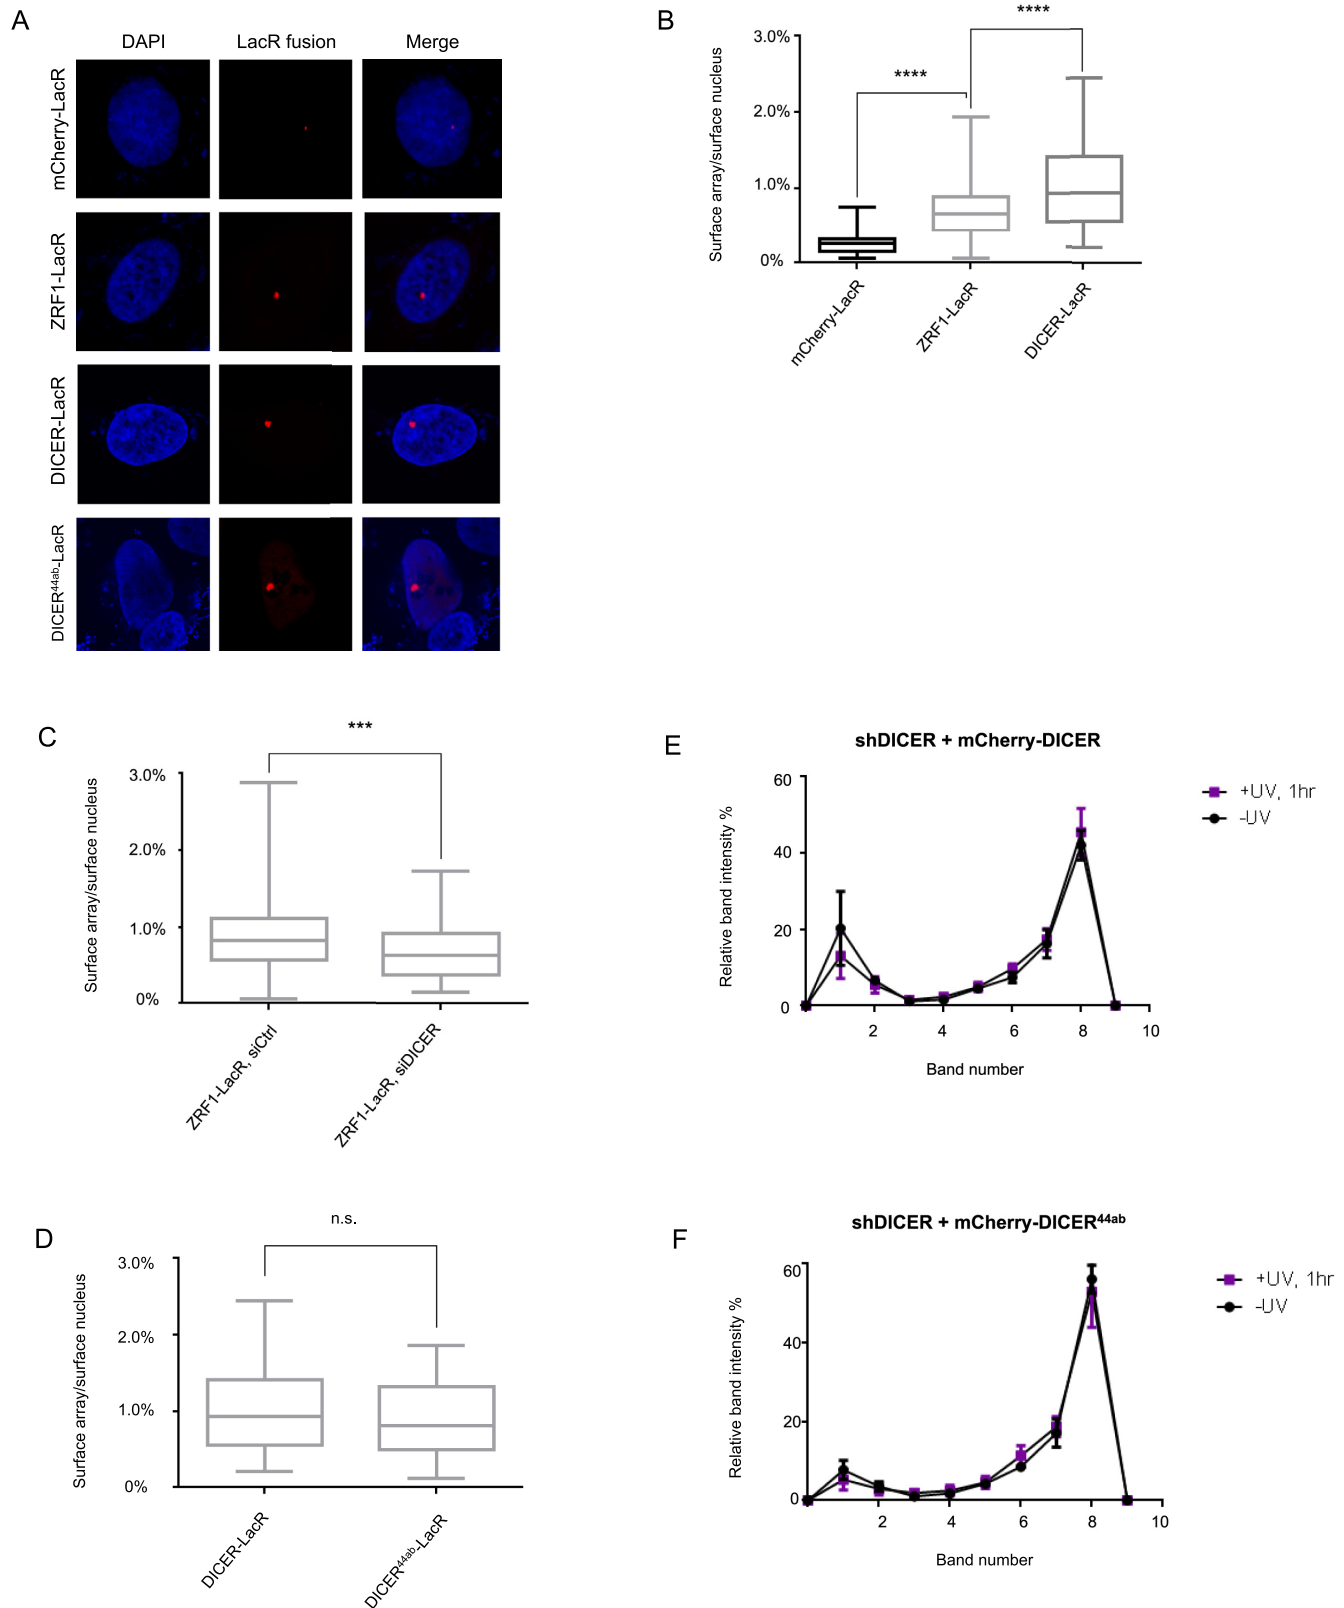 A
DAPI
LacR fusion
Merge
mCherry-LacR
ZRF1-LacR
DICER-LacR
DICER44ab-LacR
B
****
****
Surface array/surface nucleus
3.0%
2.0%
1.0%
0%
mCherry-LacR
ZRF1-LacR
DICER-LacR
C
***
Surface array/surface nucleus
3.0%
2.0%
1.0%
0%
ZRF1-LacR, siCtrl
ZRF1-LacR, siDICER
D
n.s.
Surface array/surface nucleus
3.0%
2.0%
1.0%
0%
DICER-LacR
DICER44ab-LacR
E
shDICER + mCherry-DICER
Relative band intensity %
60
40
20
0
2
4
6
8
10
Band number
+UV, 1hr
-UV
F
shDICER + mCherry-DICER44ab
Relative band intensity %
60
40
20
0
2
4
6
8
10
Band number
+UV, 1hr
-UV